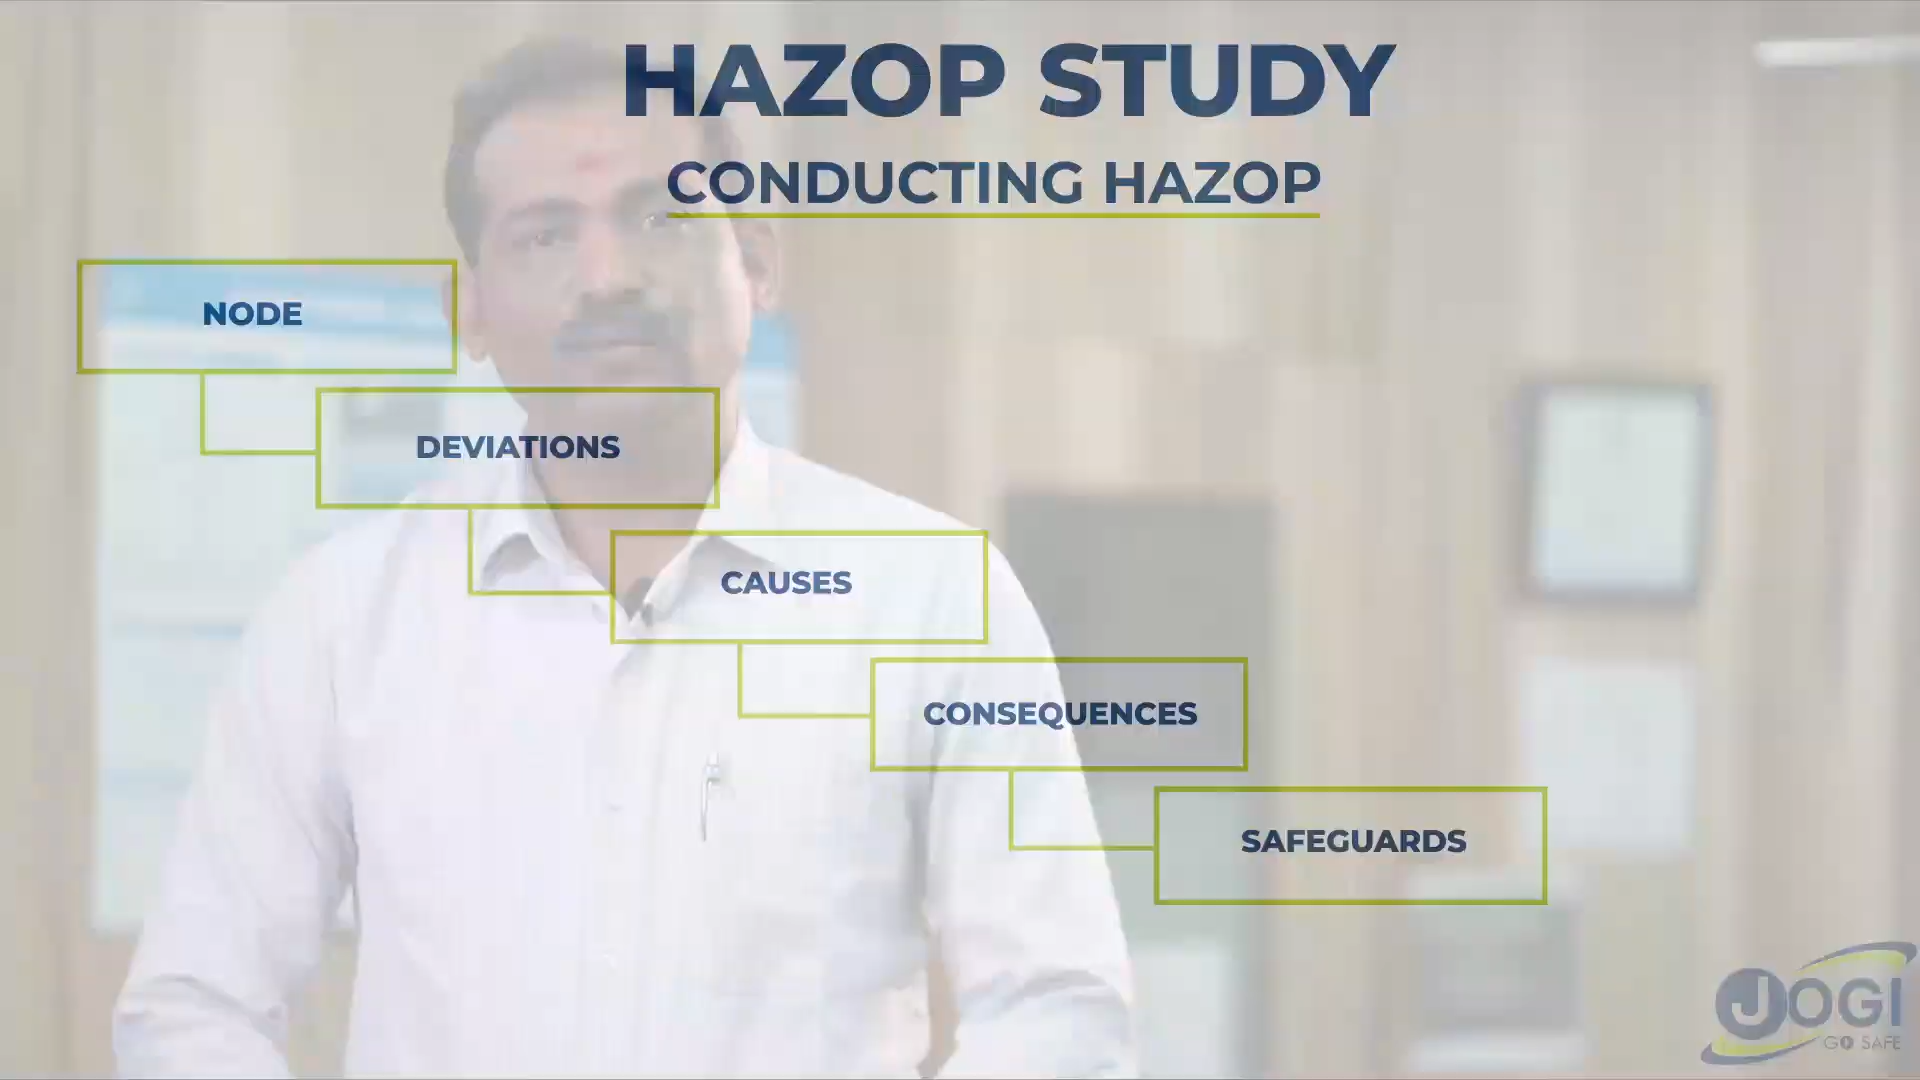 HAZOP STUDY
CONDUCTING HAZOP
NODE
DEVIATIONS
CAUSES
CONSEQUENCES
SAFEGUARDS
JOGI
GO SAFE